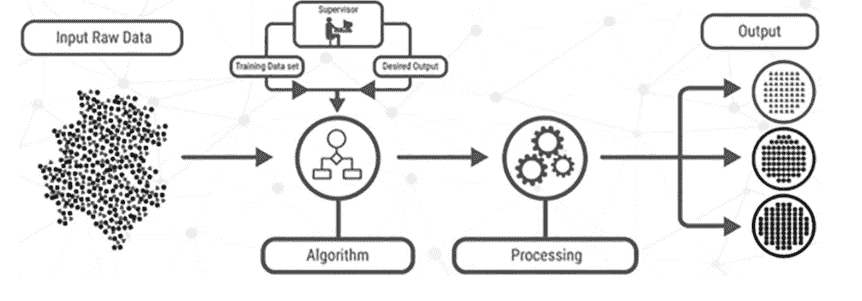 Input Raw Data
Supervisor
Training Data set
Desired Output
Algorithm
Processing
Output